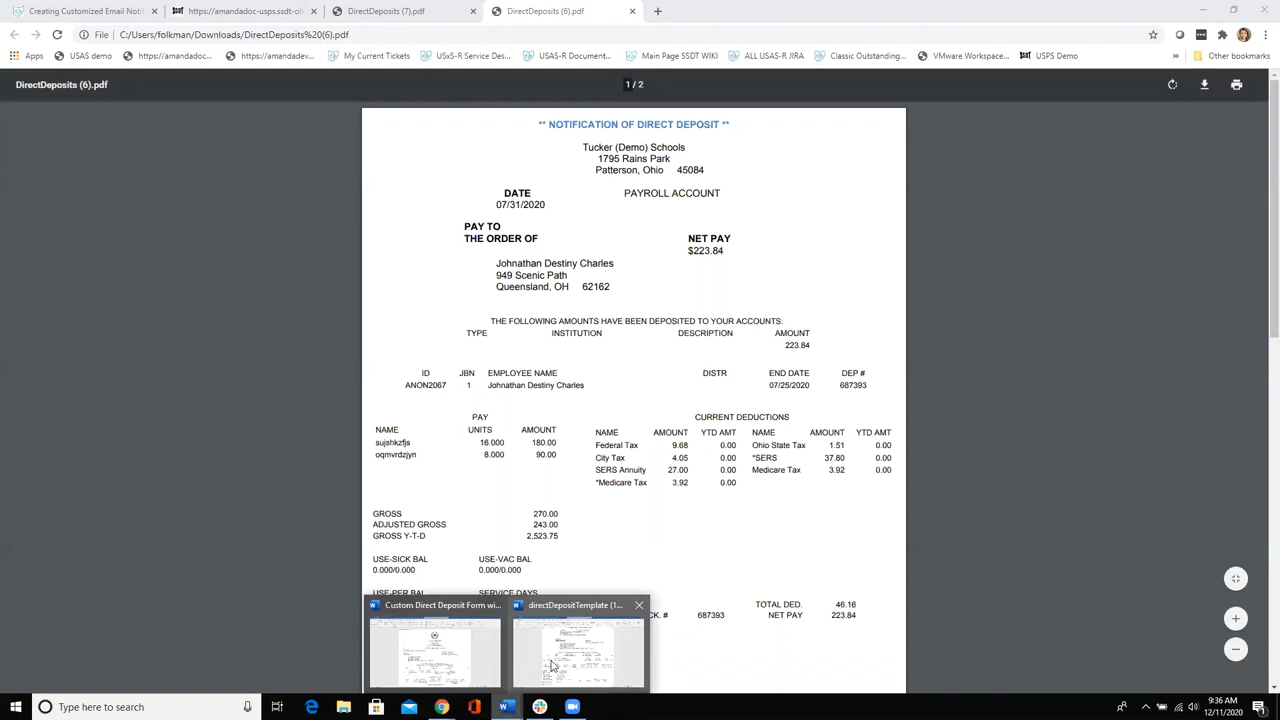 Creating Customized Email Notifi
https://amandadoc-usps.ssdt-of
DirectDeposits (7).pdf
DirectDeposits (6).pdf
File | C:/Users/folkman/Downloads/DirectDeposits%20(6).pdf
Apps
USAS demo
https://amandadoc...
https://amandadev...
My Current Tickets
USxS-R Service Des...
USAS-R Document...
Main Page SSDT WIKI
ALL USAS-R JIRA
Classic Outstanding...
VMware Workspace...
USPS Demo
»
Other bookmarks
DirectDeposits (6).pdf
1 / 2
** NOTIFICATION OF DIRECT DEPOSIT **
Tucker (Demo) Schools
1795 Rains Park
Patterson, Ohio 45084
DATE PAYROLL ACCOUNT
07/31/2020
PAY TO
THE ORDER OF NET PAY
$223.84
Johnathan Destiny Charles
949 Scenic Path
Queensland, OH 62162
THE FOLLOWING AMOUNTS HAVE BEEN DEPOSITED TO YOUR ACCOUNTS:
TYPE INSTITUTION DESCRIPTION AMOUNT
223.84
ID JBN EMPLOYEE NAME DISTR END DATE DEP #
ANON2067 1 Johnathan Destiny Charles 07/25/2020 687393
PAY CURRENT DEDUCTIONS
NAME UNITS AMOUNT NAME AMOUNT YTD AMT NAME AMOUNT YTD AMT
sujshkzfjs 16.000 180.00 Federal Tax 9.68 0.00 Ohio State Tax 1.51 0.00
oqmvrdzjyn 8.000 90.00 City Tax 4.05 0.00 *SERS 37.80 0.00
SERS Annuity 27.00 0.00 Medicare Tax 3.92 0.00
*Medicare Tax 3.92 0.00
GROSS 270.00
ADJUSTED GROSS 243.00
GROSS Y-T-D 2,523.75
USE-SICK BAL USE-VAC BAL
0.000/0.000 0.000/0.000
USE-PER BAL SERVICE DAYS
Custom Direct Deposit Form wi...
directDepositTemplate (1...
TOTAL DED. 46.16
CK. # 687393 NET PAY 223.84
Type here to search
9:36 AM
12/11/2020